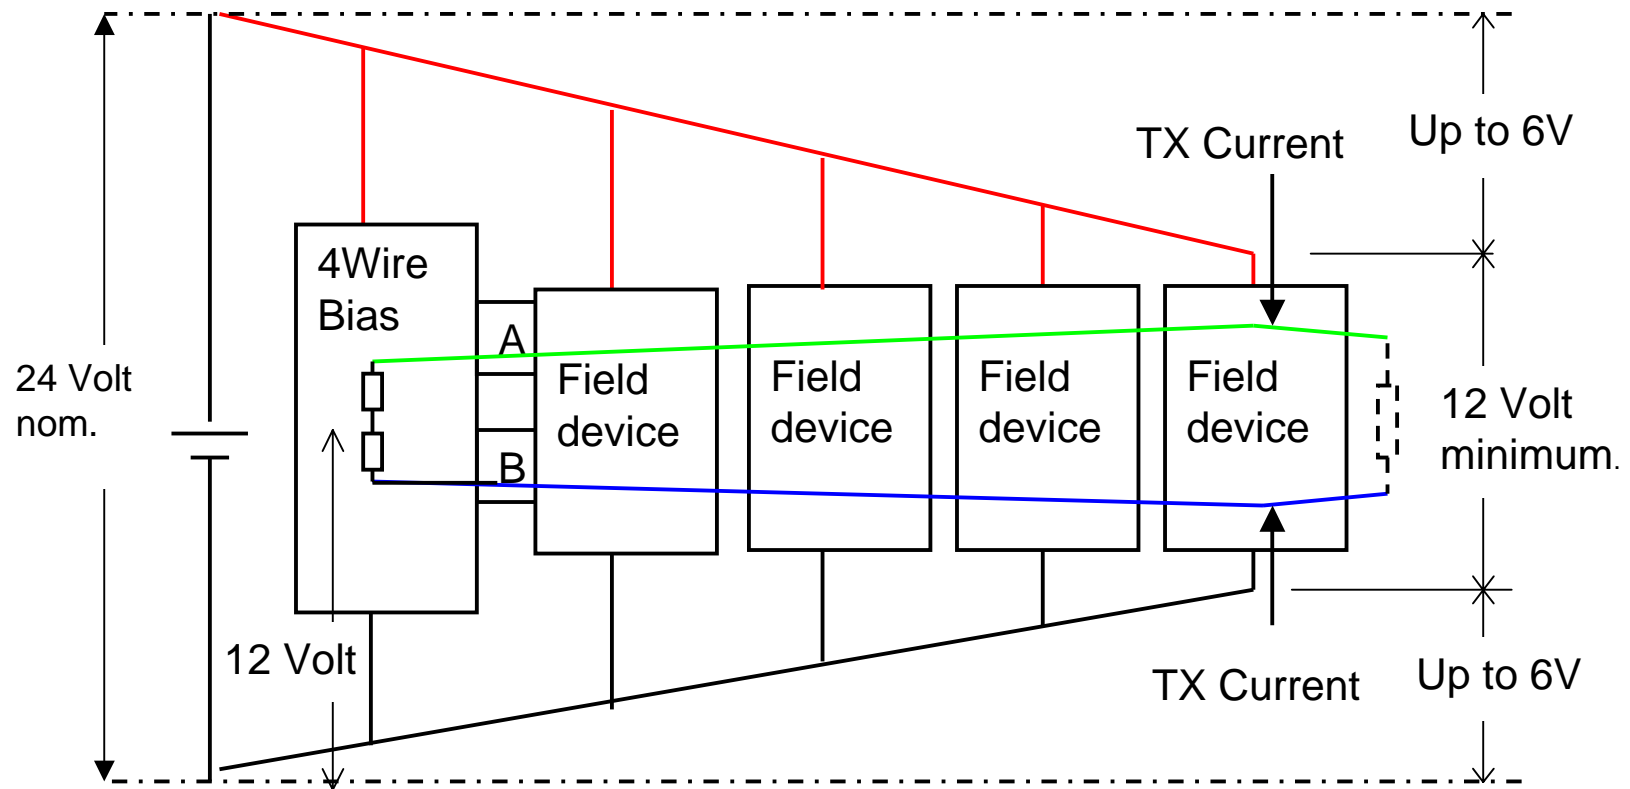 TX Current
Up to 6V
4Wire
Bias
A
B
24 Volt
nom.
Field
device
Field
device
Field
device
Field
device
12 Volt
minimum.
12 Volt
TX Current
Up to 6V